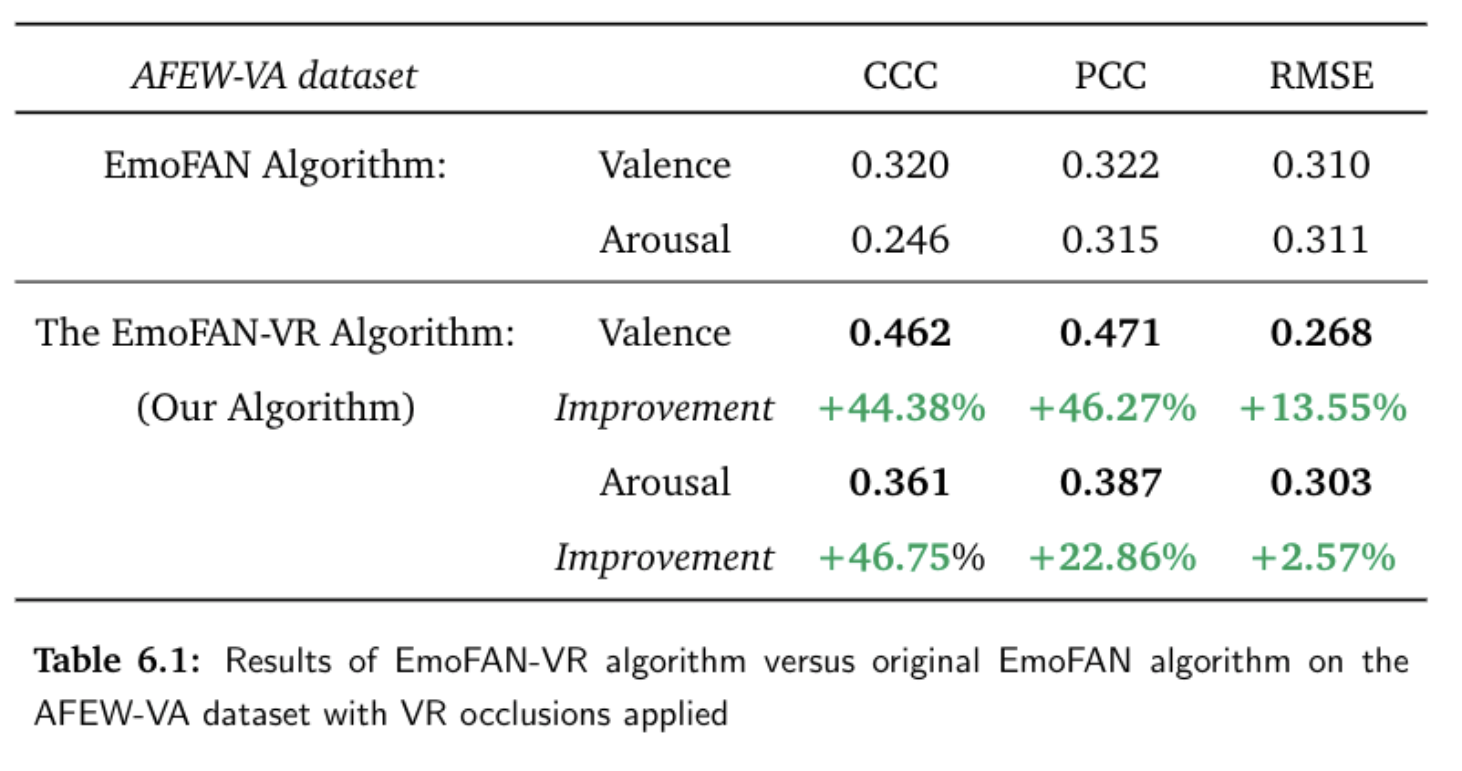 AFEW-VA dataset CCC PCC RMSE
EmoFAN Algorithm: Valence 0.320 0.322 0.310
Arousal 0.246 0.315 0.311
The EmoFAN-VR Algorithm: Valence 0.462 0.471 0.268
(Our Algorithm) Improvement +44.38% +46.27% +13.55%
Arousal 0.361 0.387 0.303
Improvement +46.75% +22.86% +2.57%
Table 6.1: Results of EmoFAN-VR algorithm versus original EmoFAN algorithm on the
AFEW-VA dataset with VR occlusions applied